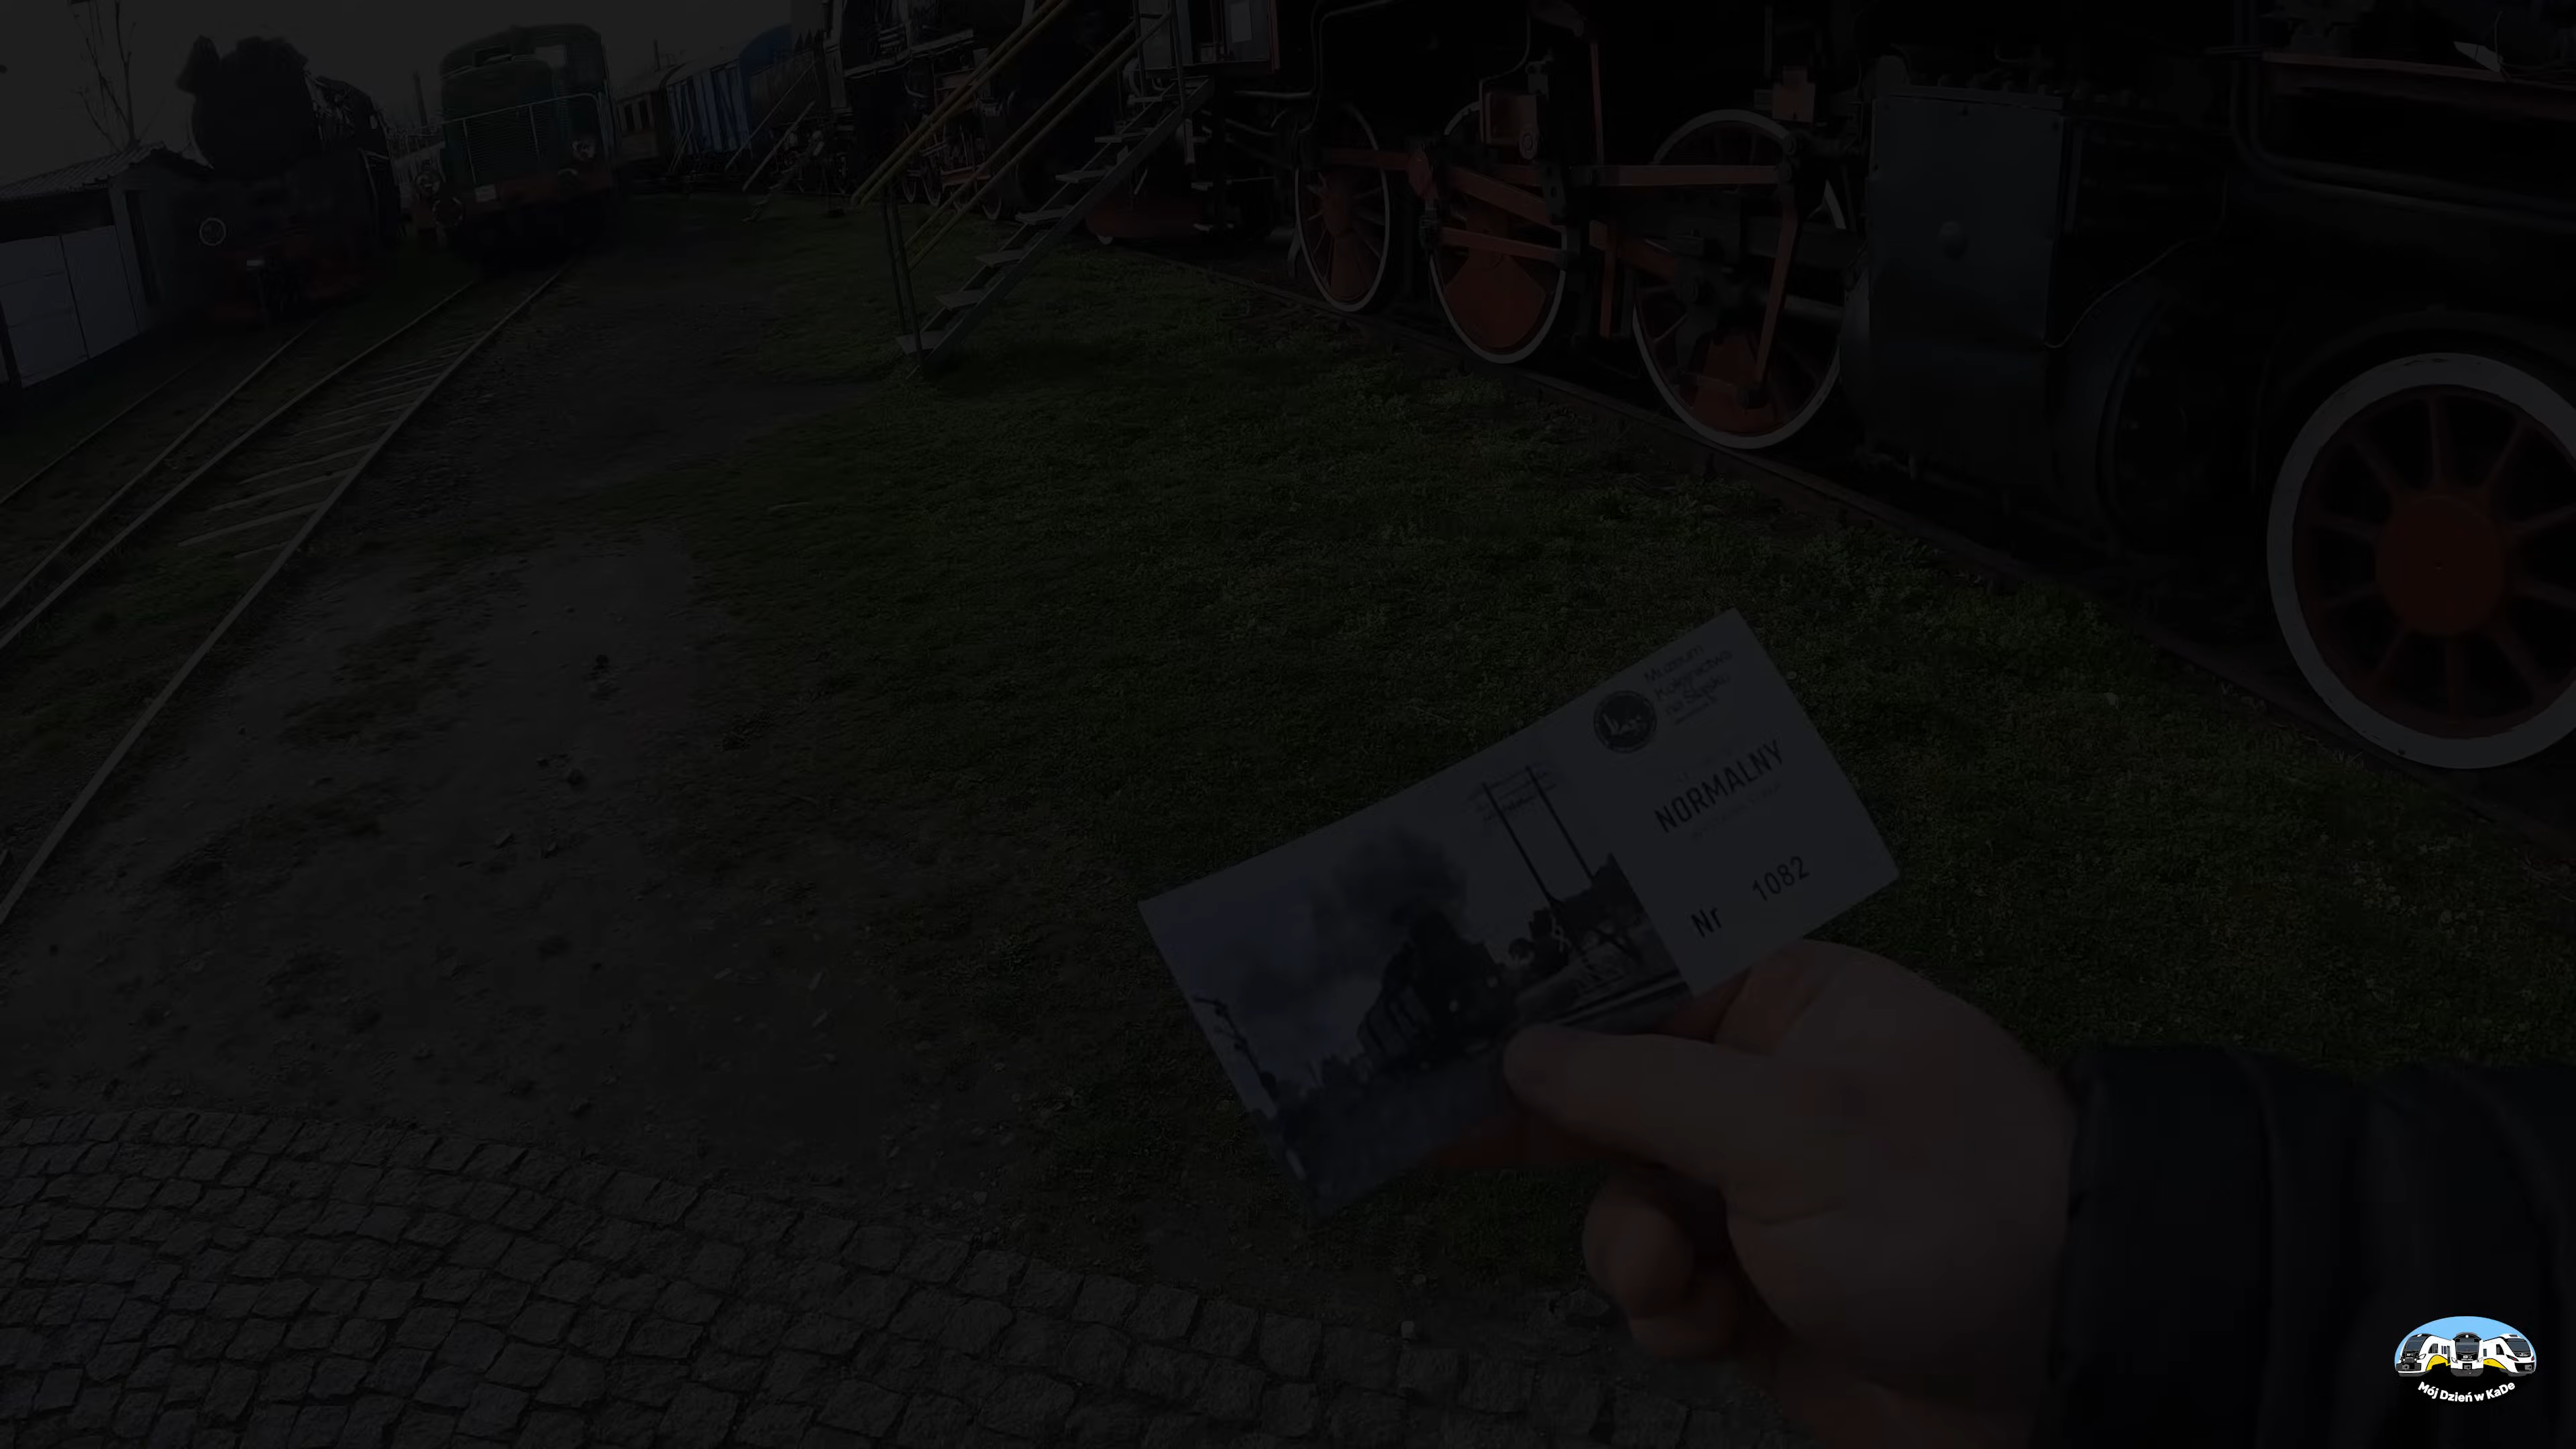 Muzeum
Kolejnictwa
na Śląsku
NORMALNY
Nr 1082
Mój Dzień w KaDe